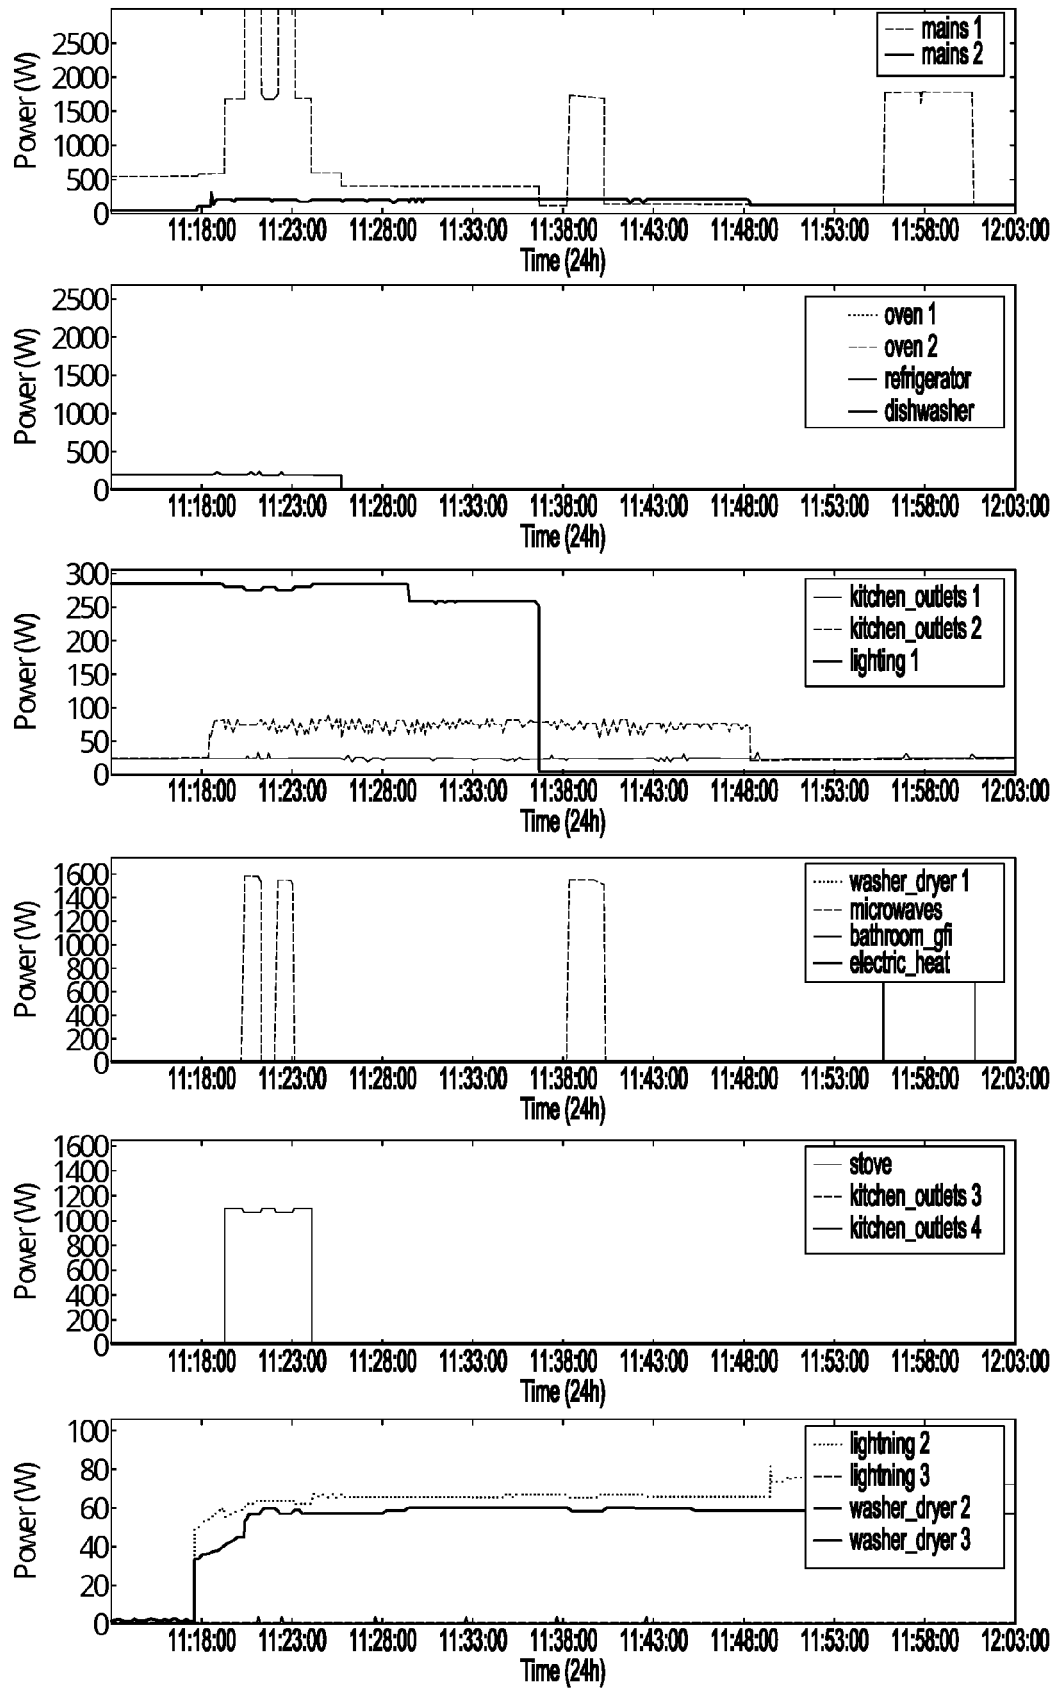 mains 1
mains 2
2500
2000
1500
1000
500
0
Power (W)
11:18:00 11:23:00 11:28:00 11:33:00 11:38:00 11:43:00 11:48:00 11:53:00 11:58:00 12:03:00
Time (24h)
oven 1
oven 2
refrigerator
dishwasher
2500
2000
1500
1000
500
0
Power (W)
11:18:00 11:23:00 11:28:00 11:33:00 11:38:00 11:43:00 11:48:00 11:53:00 11:58:00 12:03:00
Time (24h)
kitchen_outlets 1
kitchen_outlets 2
lighting 1
300
250
200
150
100
50
0
Power (W)
11:18:00 11:23:00 11:28:00 11:33:00 11:38:00 11:43:00 11:48:00 11:53:00 11:58:00 12:03:00
Time (24h)
washer_dryer 1
microwaves
bathroom_gfi
electric_heat
1600
1400
1200
1000
800
600
400
200
0
Power (W)
11:18:00 11:23:00 11:28:00 11:33:00 11:38:00 11:43:00 11:48:00 11:53:00 11:58:00 12:03:00
Time (24h)
stove
kitchen_outlets 3
kitchen_outlets 4
1600
1400
1200
1000
800
600
400
200
0
Power (W)
11:18:00 11:23:00 11:28:00 11:33:00 11:38:00 11:43:00 11:48:00 11:53:00 11:58:00 12:03:00
Time (24h)
lightning 2
lightning 3
washer_dryer 2
washer_dryer 3
100
80
60
40
20
0
Power (W)
11:18:00 11:23:00 11:28:00 11:33:00 11:38:00 11:43:00 11:48:00 11:53:00 11:58:00 12:03:00
Time (24h)